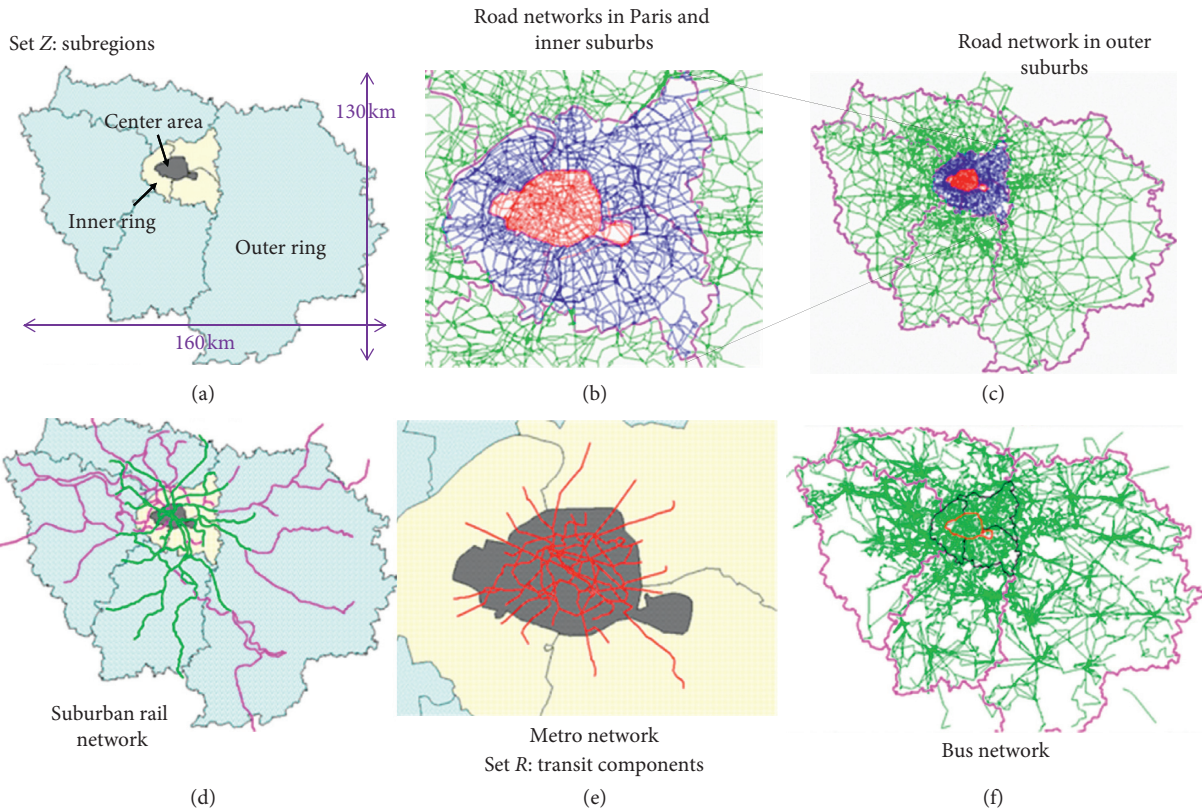 Set Z: subregions
Center area
Inner ring
Outer ring
130 km
160 km
(a)
Road networks in Paris and
inner suburbs
(b)
Road network in outer
suburbs
(c)
Suburban rail
network
(d)
Metro network
Set R: transit components
(e)
Bus network
(f)